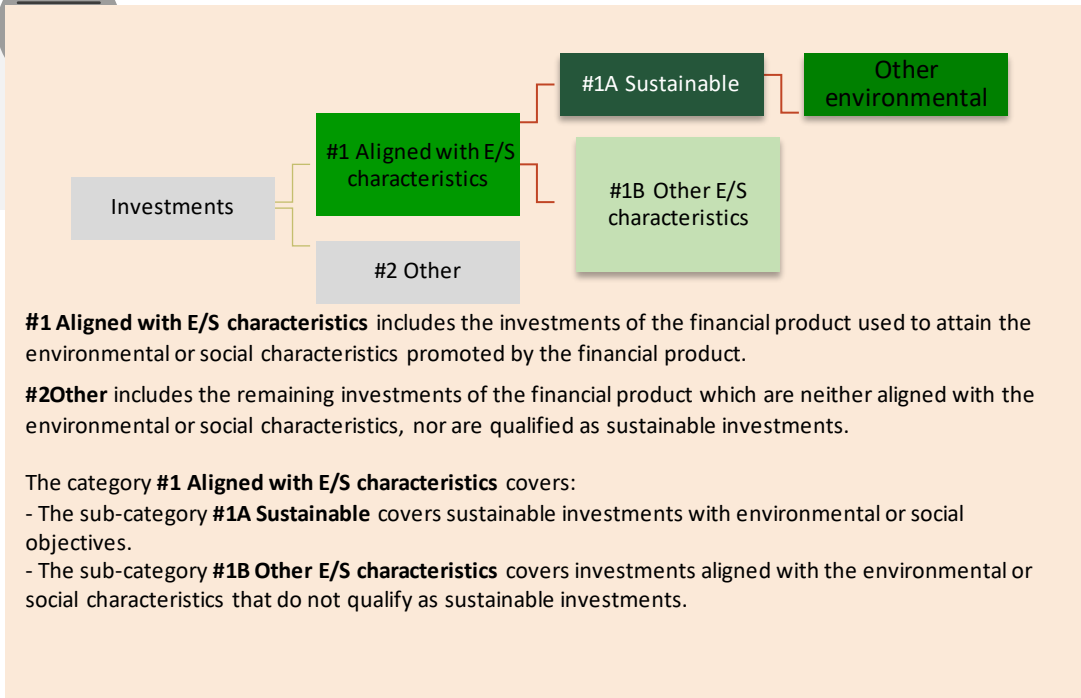 #1A Sustainable
Other
environmental
#1 Aligned with E/S
characteristics
#1B Other E/S
characteristics
Investments
#2 Other
#1 Aligned with E/S characteristics includes the investments of the financial product used to attain the
environmental or social characteristics promoted by the financial product.
#2Other includes the remaining investments of the financial product which are neither aligned with the
environmental or social characteristics, nor are qualified as sustainable investments.
The category #1 Aligned with E/S characteristics covers:
- The sub-category #1A Sustainable covers sustainable investments with environmental or social
objectives.
- The sub-category #1B Other E/S characteristics covers investments aligned with the environmental or
social characteristics that do not qualify as sustainable investments.